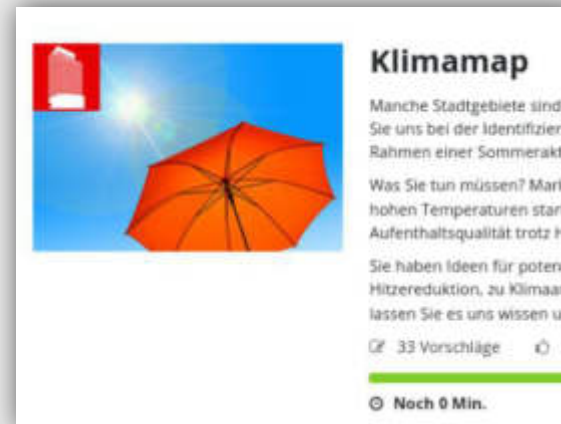 Klimamap
Manche Stadtgebiete sind
Sie uns bei der Identifizier
Rahmen einer Sommerakt
Was Sie tun müssen? Mark
hohen Temperaturen star
Aufenthaltsqualität trotz H
Sie haben Ideen für poten
Hitzereduktion, zu Klimaa
lassen Sie es uns wissen u
33 Vorschläge
Noch 0 Min.